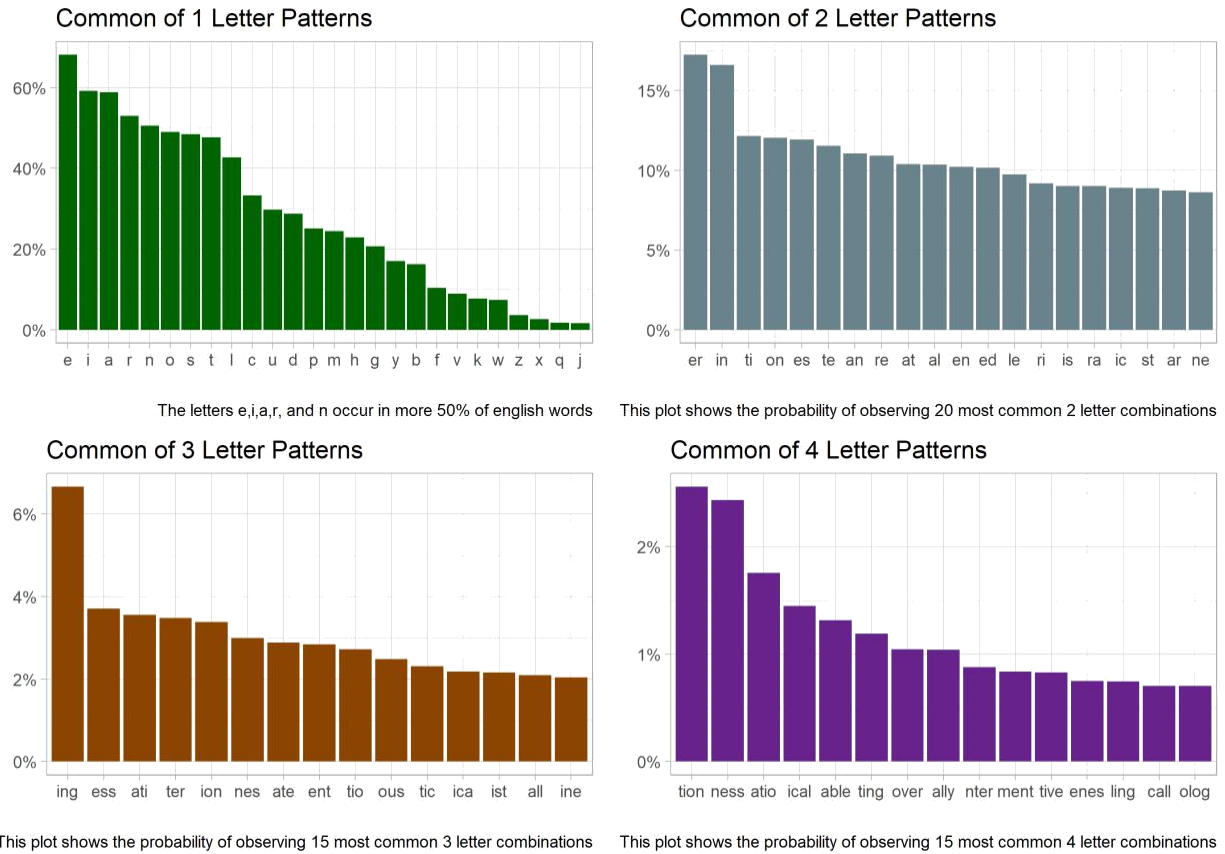 Common of 1 Letter Patterns
60%
40%
20%
0%
e i a r n o s t l c u d p m h g y b f v k w z x q j
The letters e,i,a,r, and n occur in more 50% of english words
Common of 2 Letter Patterns
15%
10%
5%
0%
er in ti on es te an re at al en ed le ri is ra ic st ar ne
This plot shows the probability of observing 20 most common 2 letter combinations
Common of 3 Letter Patterns
6%
4%
2%
0%
ing ess ati ter ion nes ate ent tio ous tic ica ist all ine
This plot shows the probability of observing 15 most common 3 letter combinations
Common of 4 Letter Patterns
2%
1%
0%
tion ness atio ical able ting over ally nter ment tive enes ling call olog
This plot shows the probability of observing 15 most common 4 letter combinations